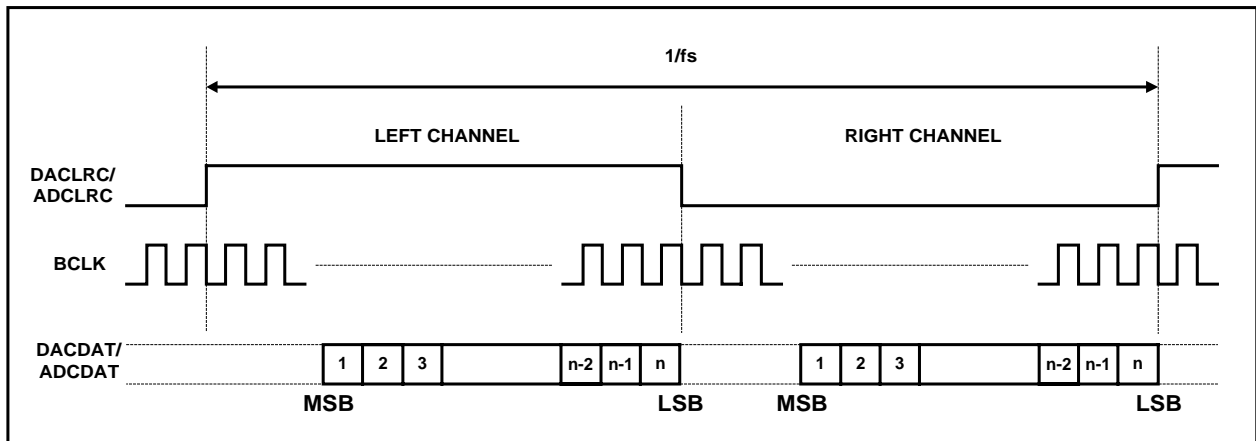 1/fs
LEFT CHANNEL
RIGHT CHANNEL
DACLRC/
ADCLRC
BCLK
DACDAT/
ADCDAT
1 2 3 n-2 n-1 n 1 2 3 n-2 n-1 n
MSB LSB MSB LSB